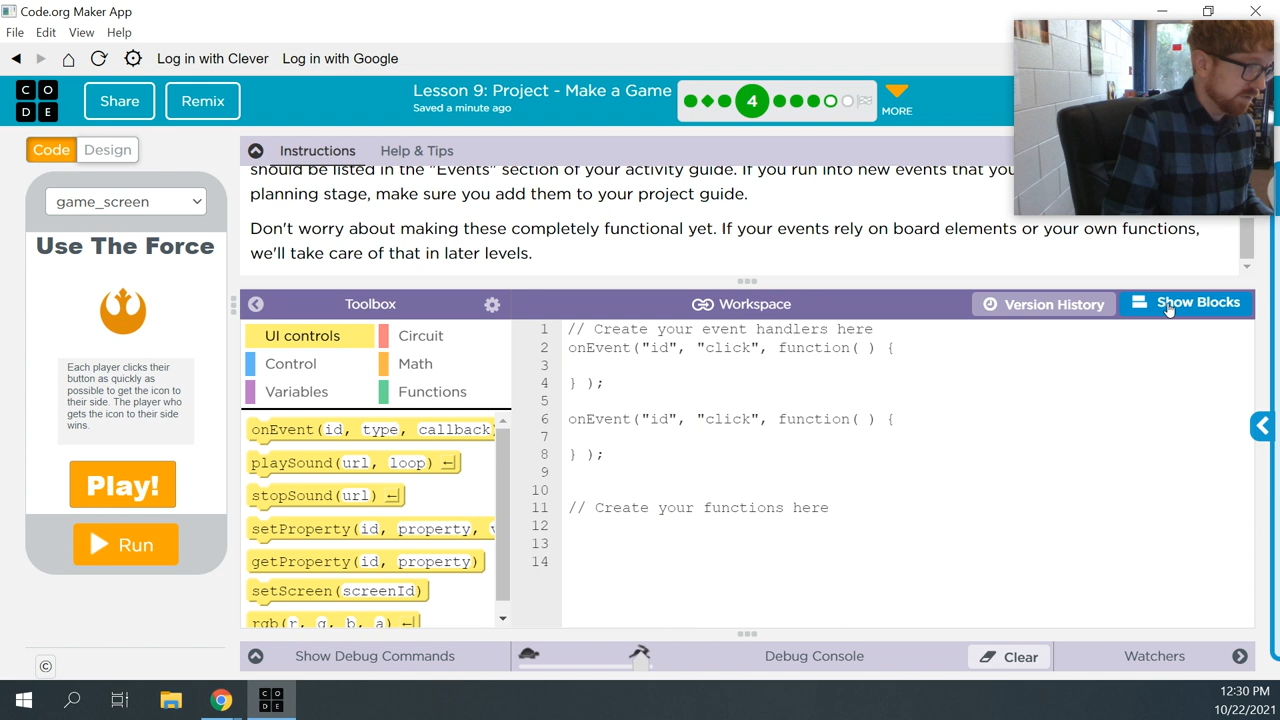 Code.org Maker App
File Edit View Help
Log in with Clever Log in with Google
C O D E
Share
Remix
Lesson 9: Project - Make a Game
Saved a minute ago
4
MORE
Code Design
Instructions Help & Tips
should be listed in the "Events" section of your activity guide. If you run into new events that you
planning stage, make sure you add them to your project guide.
Don't worry about making these completely functional yet. If your events rely on board elements or your own functions,
we'll take care of that in later levels.
game_screen
Use The Force
Each player clicks their
button as quickly as
possible to get the icon to
their side. The player who
gets the icon to their side
wins.
Play!
Run
Toolbox
Workspace
Version History
Show Blocks
UI controls
Circuit
Control
Math
Variables
Functions
onEvent(id, type, callback)
playSound(url, loop)
stopSound(url)
setProperty(id, property,
getProperty(id, property)
setScreen(screenId)
rgb(r, g, b, a)
1 // Create your event handlers here
2 onEvent("id", "click", function( ) {
3
4 } );
5
6 onEvent("id", "click", function( ) {
7
8 } );
9
10
11 // Create your functions here
12
13
14
©
Show Debug Commands
Debug Console
Clear
Watchers
C O D E
12:30 PM
10/22/2021